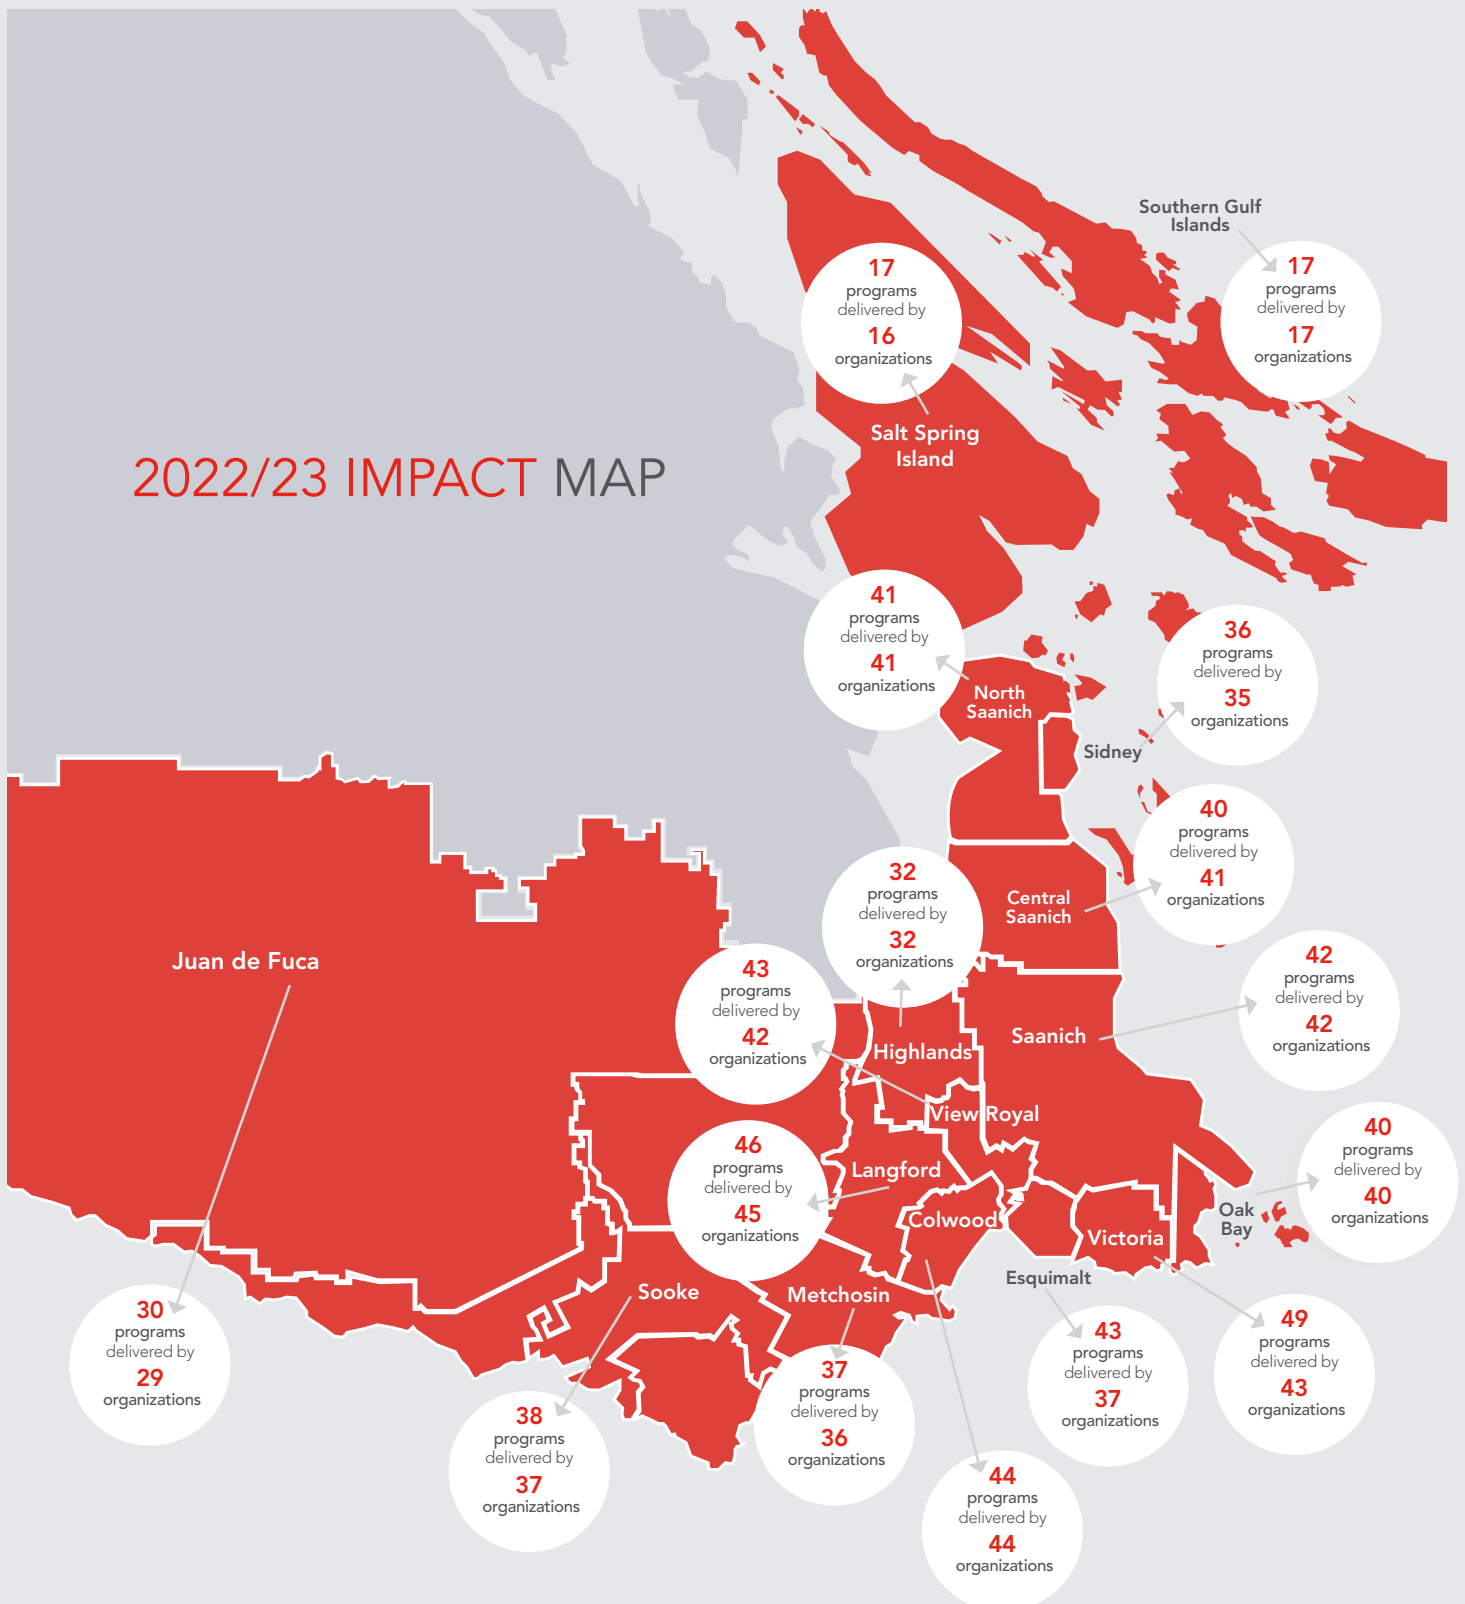 Southern Gulf
Islands
17
programs
delivered by
17
organizations
17
programs
delivered by
16
organizations
Salt Spring
Island
2022/23 IMPACT MAP
41
programs
delivered by
41
organizations
North
Saanich
36
programs
delivered by
35
organizations
Sidney
40
programs
delivered by
41
organizations
Central
Saanich
32
programs
delivered by
32
organizations
Highlands
Juan de Fuca
43
programs
delivered by
42
organizations
View Royal
42
programs
delivered by
42
organizations
Saanich
46
programs
delivered by
45
organizations
Langford
40
programs
delivered by
40
organizations
Oak
Bay
Colwood
Victoria
Esquimalt
Sooke
Metchosin
30
programs
delivered by
29
organizations
38
programs
delivered by
37
organizations
37
programs
delivered by
36
organizations
43
programs
delivered by
37
organizations
49
programs
delivered by
43
organizations
44
programs
delivered by
44
organizations